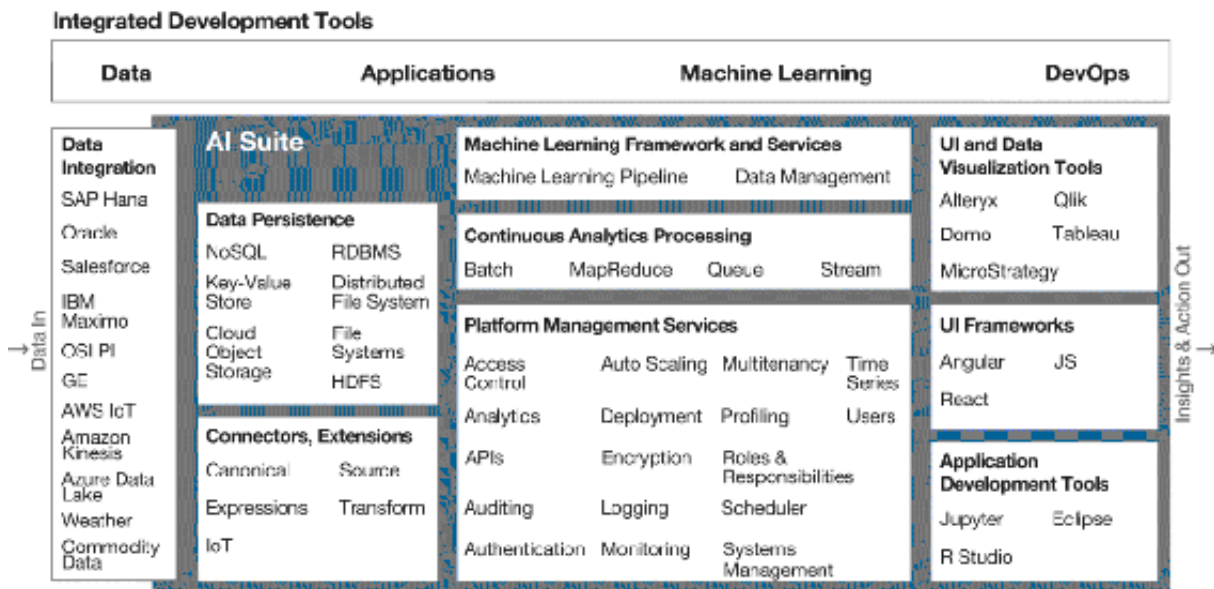 Integrated Development Tools
Data Applications Machine Learning DevOps
Data In
Data
Integration
SAP Hana
Oracle
Salesforce
IBM
Maximo
OSI PI
GE
AWS IoT
Amazon
Kinesis
Azure Data
Lake
Weather
Commodity
Data
AI Suite
Data Persistence
NoSQL RDBMS
Key-Value Distributed
Store File System
Cloud File
Object Systems
Storage
HDFS
Connectors, Extensions
Canonical Source
Expressions Transform
IoT
Machine Learning Framework and Services
Machine Learning Pipeline Data Management
Continuous Analytics Processing
Batch MapReduce Queue Stream
Platform Management Services
Access Auto Scaling Multitenancy Time
Control Series
Analytics Deployment Profiling Users
APIs Encryption Roles &
Responsibilities
Auditing Logging Scheduler
Authentication Monitoring Systems
Management
UI and Data
Visualization Tools
Alteryx Qlik
Domo Tableau
MicroStrategy
UI Frameworks
Angular JS
React
Application
Development Tools
Jupyter Eclipse
R Studio
Insights & Action Out